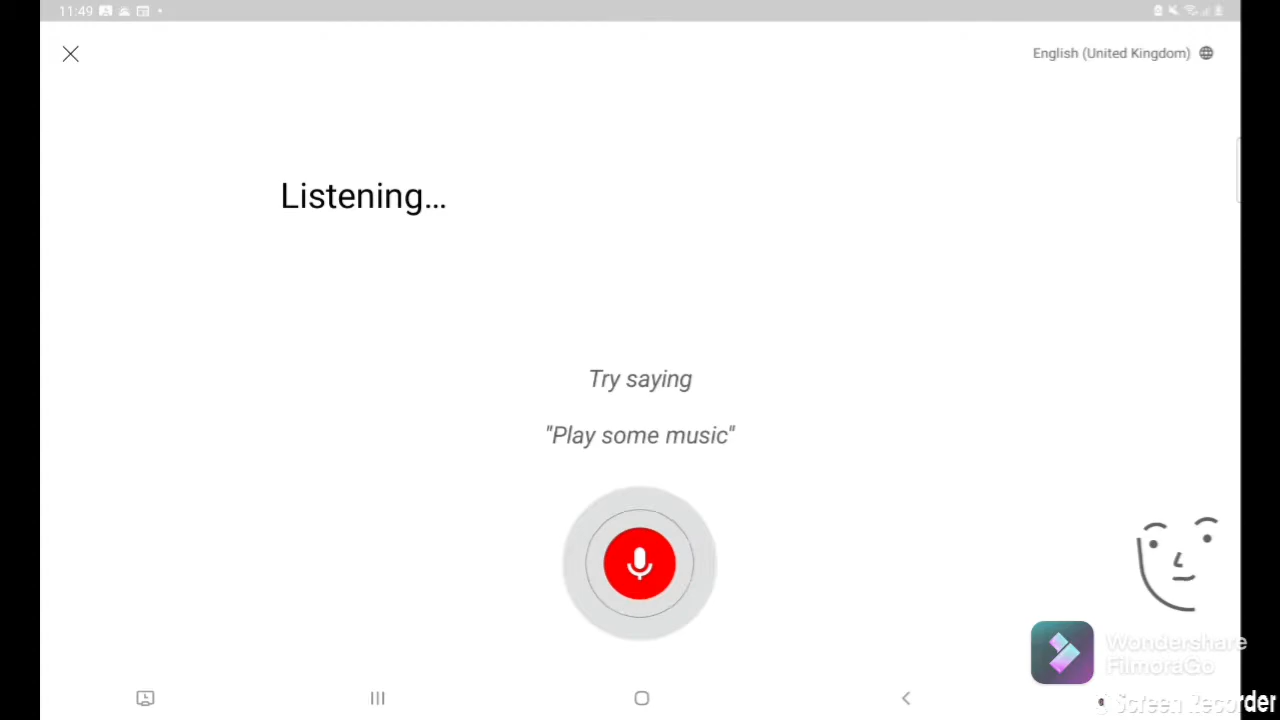 11:49
English (United Kingdom)
Listening...
Try saying
"Play some music"
Wondershare
FilmoraGo
Screen Recorder